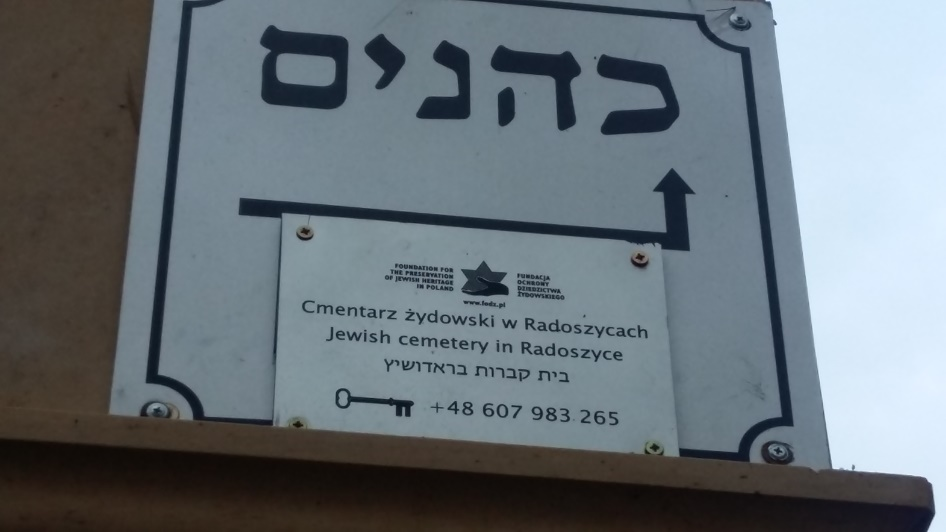 כהנים
FOUNDATION FOR
THE PRESERVATION
OF JEWISH HERITAGE
IN POLAND
FUNDACJA
OCHRONY
DZIEDZICTWA
ŻYDOWSKIEGO
www.fodz.pl
Cmentarz żydowski w Radoszycach
Jewish cemetery in Radoszyce
בית קברות בראדושיץ
+48 607 983 265